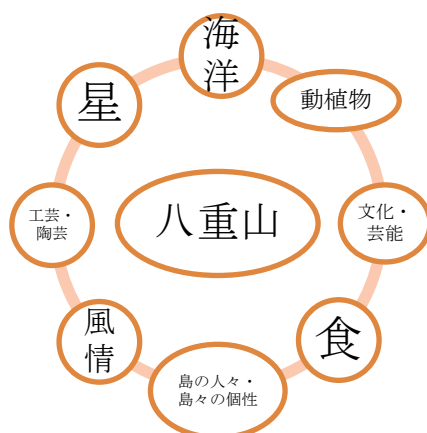 海
洋
動植物
文化・
芸能
食
島の人々・
島々の個性
風
情
工芸・
陶芸
星
八重山